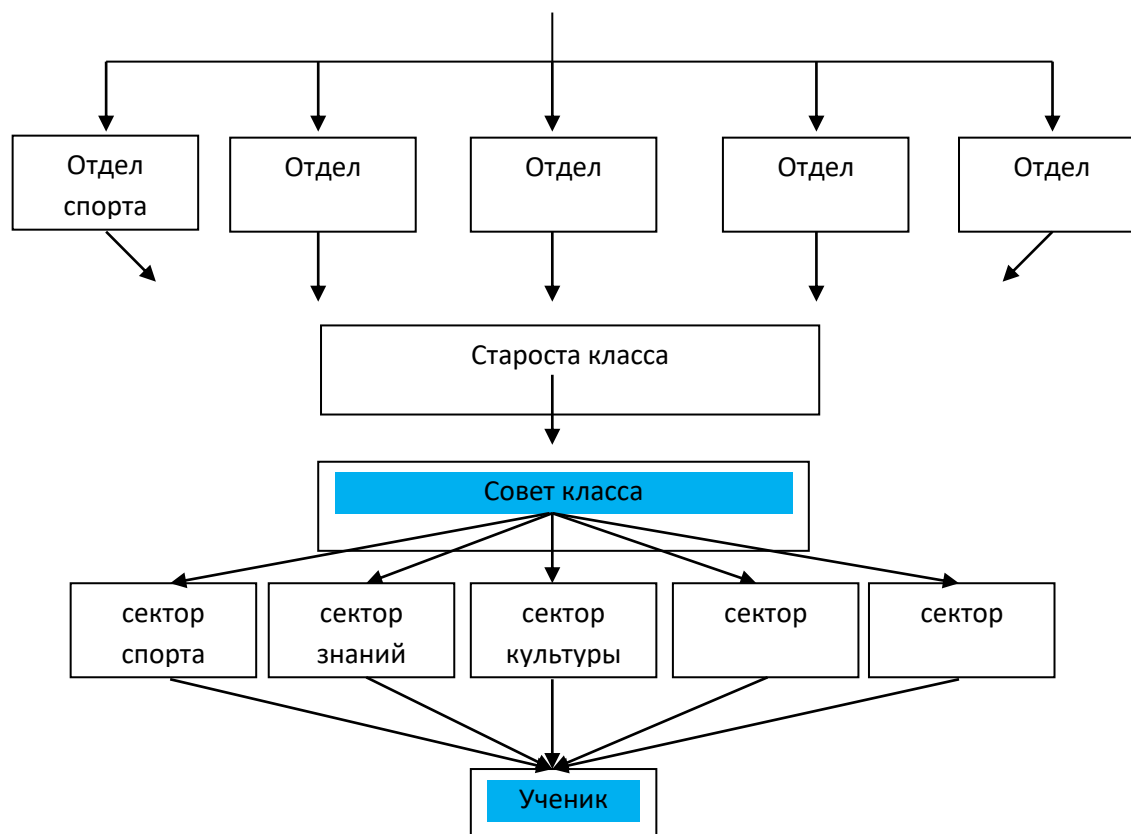 Отдел
спорта
Отдел
Отдел
Отдел
Отдел
Староста класса
Совет класса
сектор
спорта
сектор
знаний
сектор
культуры
сектор
сектор
Ученик